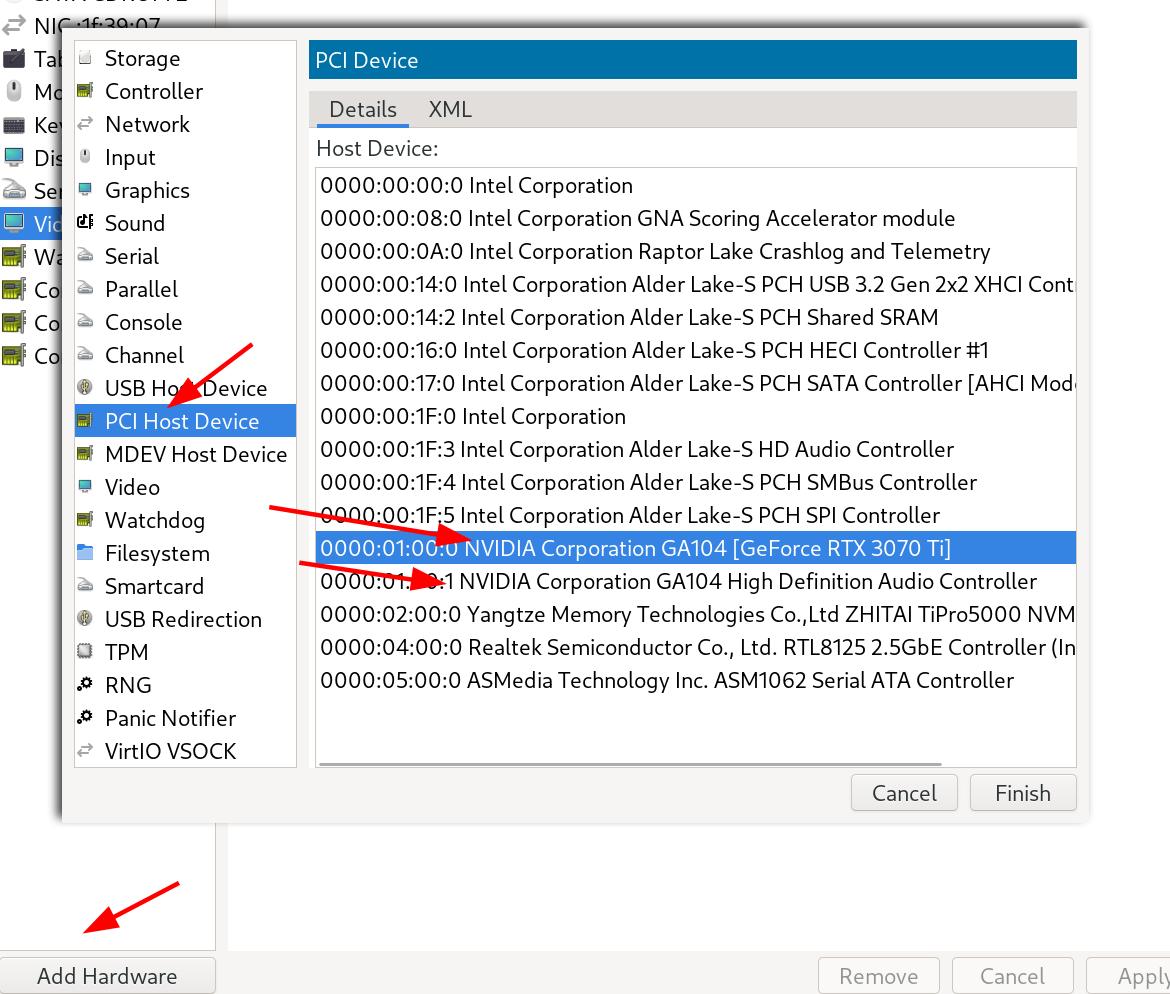 NIC :1f:39:07
Storage
Controller
Network
Input
Graphics
Sound
Serial
Parallel
Console
Channel
USB Host Device
PCI Host Device
MDEV Host Device
Video
Watchdog
Filesystem
Smartcard
USB Redirection
TPM
RNG
Panic Notifier
VirtIO VSOCK
PCI Device
Details XML
Host Device:
0000:00:00:0 Intel Corporation
0000:00:08:0 Intel Corporation GNA Scoring Accelerator module
0000:00:0A:0 Intel Corporation Raptor Lake Crashlog and Telemetry
0000:00:14:0 Intel Corporation Alder Lake-S PCH USB 3.2 Gen 2x2 XHCI Cont
0000:00:14:2 Intel Corporation Alder Lake-S PCH Shared SRAM
0000:00:16:0 Intel Corporation Alder Lake-S PCH HECI Controller #1
0000:00:17:0 Intel Corporation Alder Lake-S PCH SATA Controller [AHCI Mod
0000:00:1F:0 Intel Corporation
0000:00:1F:3 Intel Corporation Alder Lake-S HD Audio Controller
0000:00:1F:4 Intel Corporation Alder Lake-S PCH SMBus Controller
0000:00:1F:5 Intel Corporation Alder Lake-S PCH SPI Controller
0000:01:00:0 NVIDIA Corporation GA104 [GeForce RTX 3070 Ti]
0000:01:00:1 NVIDIA Corporation GA104 High Definition Audio Controller
0000:02:00:0 Yangtze Memory Technologies Co.,Ltd ZHITAI TiPro5000 NVM
0000:04:00:0 Realtek Semiconductor Co., Ltd. RTL8125 2.5GbE Controller (In
0000:05:00:0 ASMedia Technology Inc. ASM1062 Serial ATA Controller
Cancel Finish
Tab
Mo
Key
Dis
Ser
Vid
Wa
Co
Co
Co
Add Hardware
Remove Cancel Apply